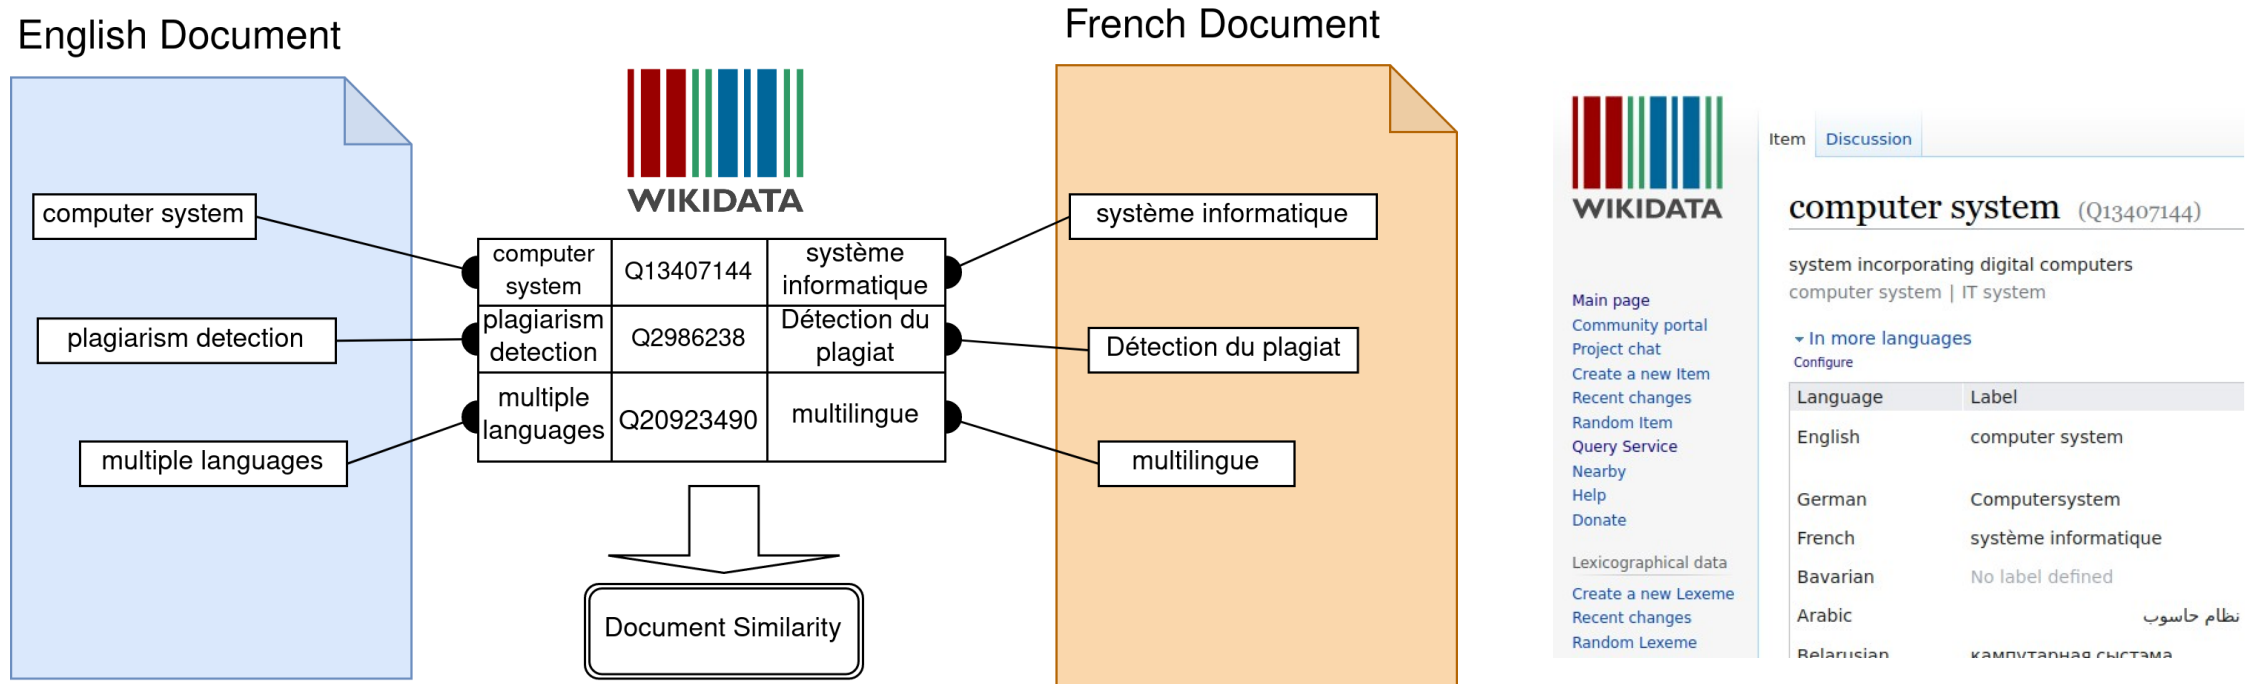 English Document
computer system
plagiarism detection
multiple languages
WIKIDATA
computer
system
Q13407144
système
informatique
plagiarism
detection
Q2986238
Détection du
plagiat
multiple
languages
Q20923490
multilingue
Document Similarity
French Document
système informatique
Détection du plagiat
multilingue
WIKIDATA
Main page
Community portal
Project chat
Create a new Item
Recent changes
Random Item
Query Service
Nearby
Help
Donate
Lexicographical data
Create a new Lexeme
Recent changes
Random Lexeme
Item Discussion
computer system (Q13407144)
system incorporating digital computers
computer system | IT system
In more languages
Configure
Language Label
English computer system
German Computersystem
French système informatique
Bavarian No label defined
Arabic نظام حاسوب
Belarusian кампутарная сыстэма